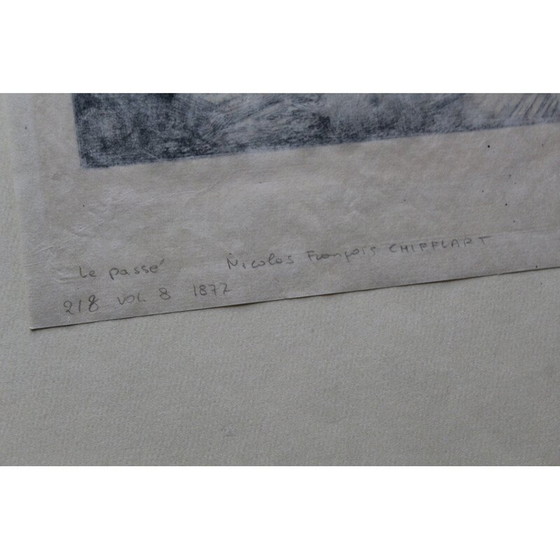 Le passé Nicolas François CHIFFLART
218 vol. 8 1872